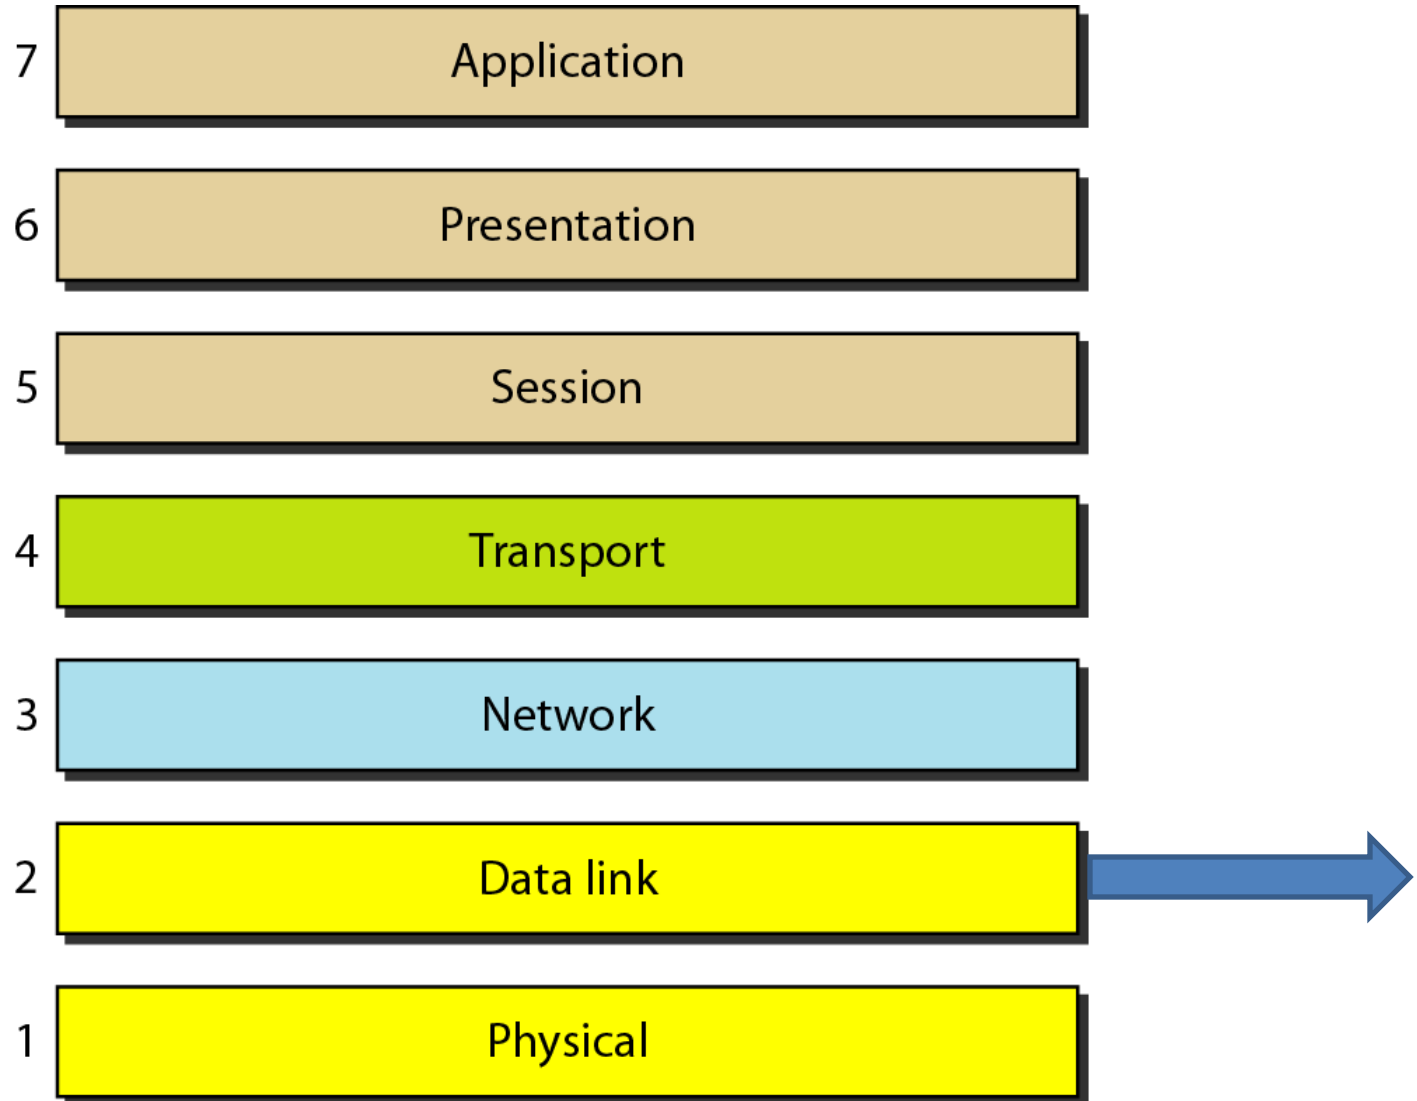 7 Application
6 Presentation
5 Session
4 Transport
3 Network
2 Data link
1 Physical